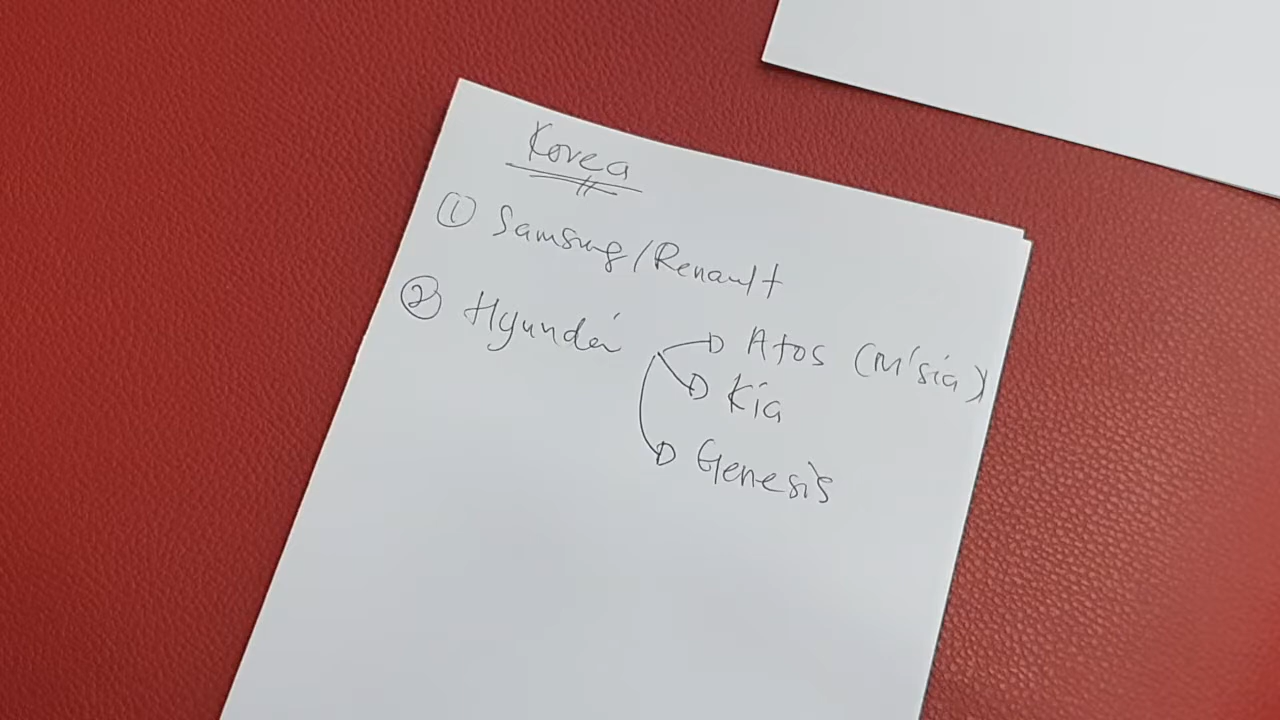 Korea
① Samsung/Renault
② Hyundai
Atos (M'sia)
Kia
Genesis